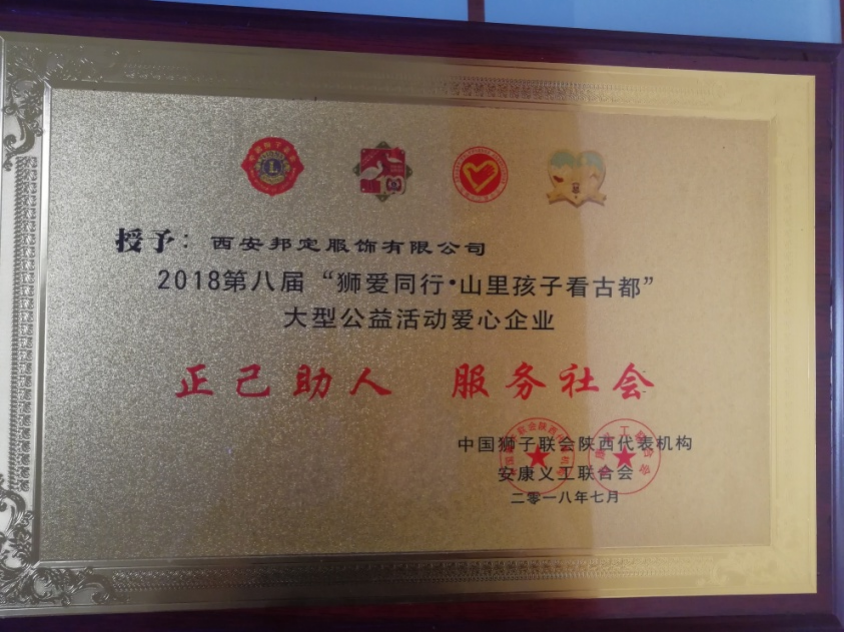 授予：西安邦定服饰有限公司
2018第八届“狮爱同行·山里孩子看古都”
大型公益活动爱心企业
正己助人 服务社会
中国狮子联会陕西代表机构
安康义工联合会
二零一八年七月